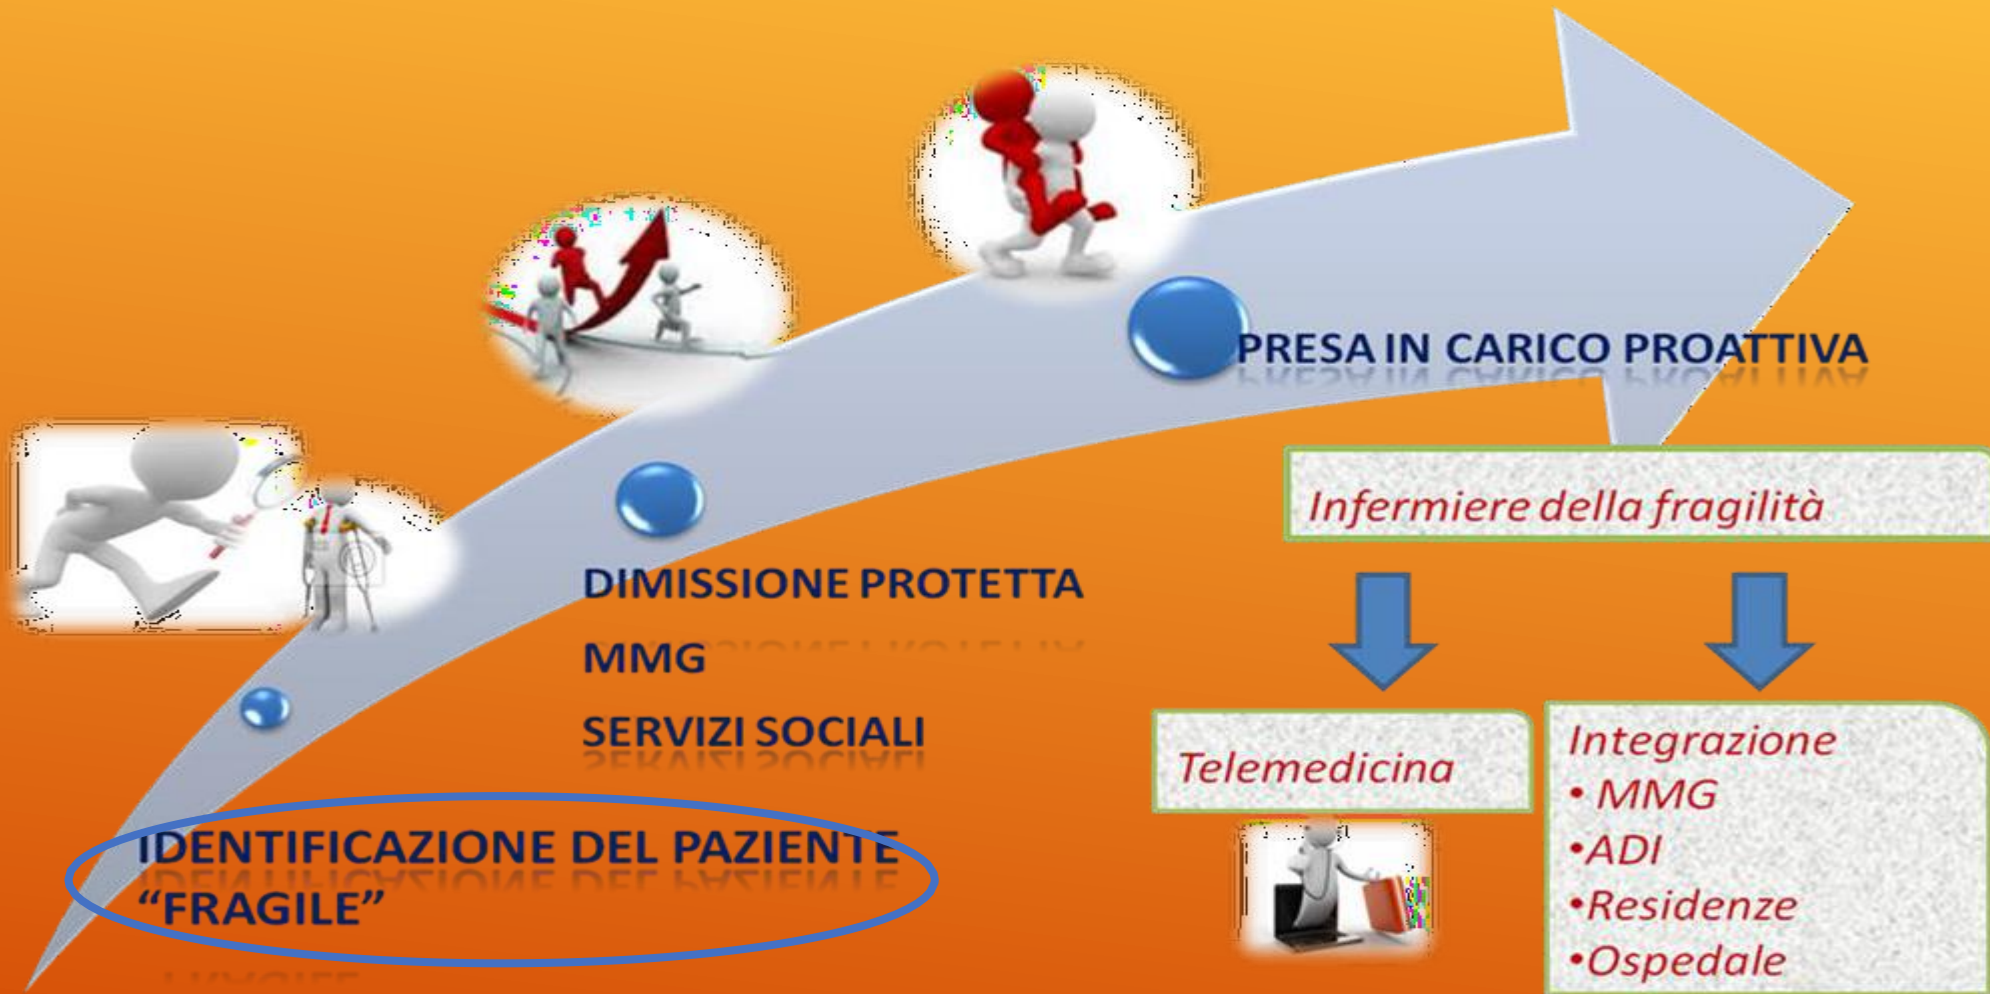 PRESA IN CARICO PROATTIVA
Infermiere della fragilità
DIMISSIONE PROTETTA
MMG
SERVIZI SOCIALI
Telemedicina
Integrazione
• MMG
•ADI
•Residenze
•Ospedale
IDENTIFICAZIONE DEL PAZIENTE
“FRAGILE”